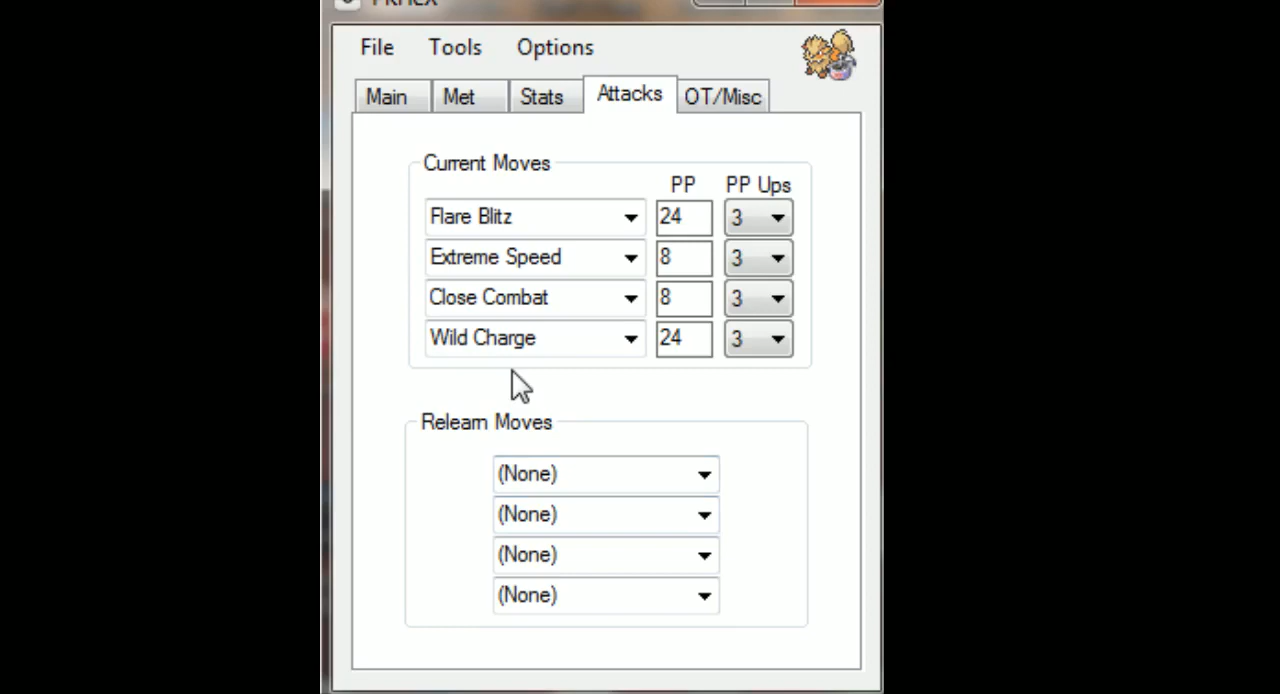 PKHeX
File Tools Options
Main Met Stats Attacks OT/Misc
Current Moves
PP PP Ups
Flare Blitz 24 3
Extreme Speed 8 3
Close Combat 8 3
Wild Charge 24 3
Relearn Moves
(None)
(None)
(None)
(None)